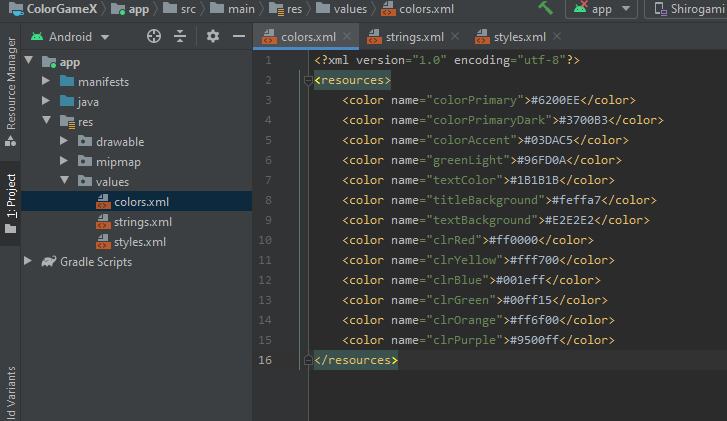 ColorGameX app src main res values colors.xml app Shirogami
Android
colors.xml strings.xml styles.xml
Resource Manager
1: Project
ld Variants
app
manifests
java
res
drawable
mipmap
values
colors.xml
strings.xml
styles.xml
Gradle Scripts
1 <?xml version="1.0" encoding="utf-8"?>
2 <resources>
3 <color name="colorPrimary">#6200EE</color>
4 <color name="colorPrimaryDark">#3700B3</color>
5 <color name="colorAccent">#03DAC5</color>
6 <color name="greenLight">#96FD0A</color>
7 <color name="textColor">#1B1B1B</color>
8 <color name="titleBackground">#feffa7</color>
9 <color name="textBackground">#E2E2E2</color>
10 <color name="clrRed">#ff0000</color>
11 <color name="clrYellow">#fff700</color>
12 <color name="clrBlue">#001eff</color>
13 <color name="clrGreen">#00ff15</color>
14 <color name="clrOrange">#ff6f00</color>
15 <color name="clrPurple">#9500ff</color>
16 </resources>